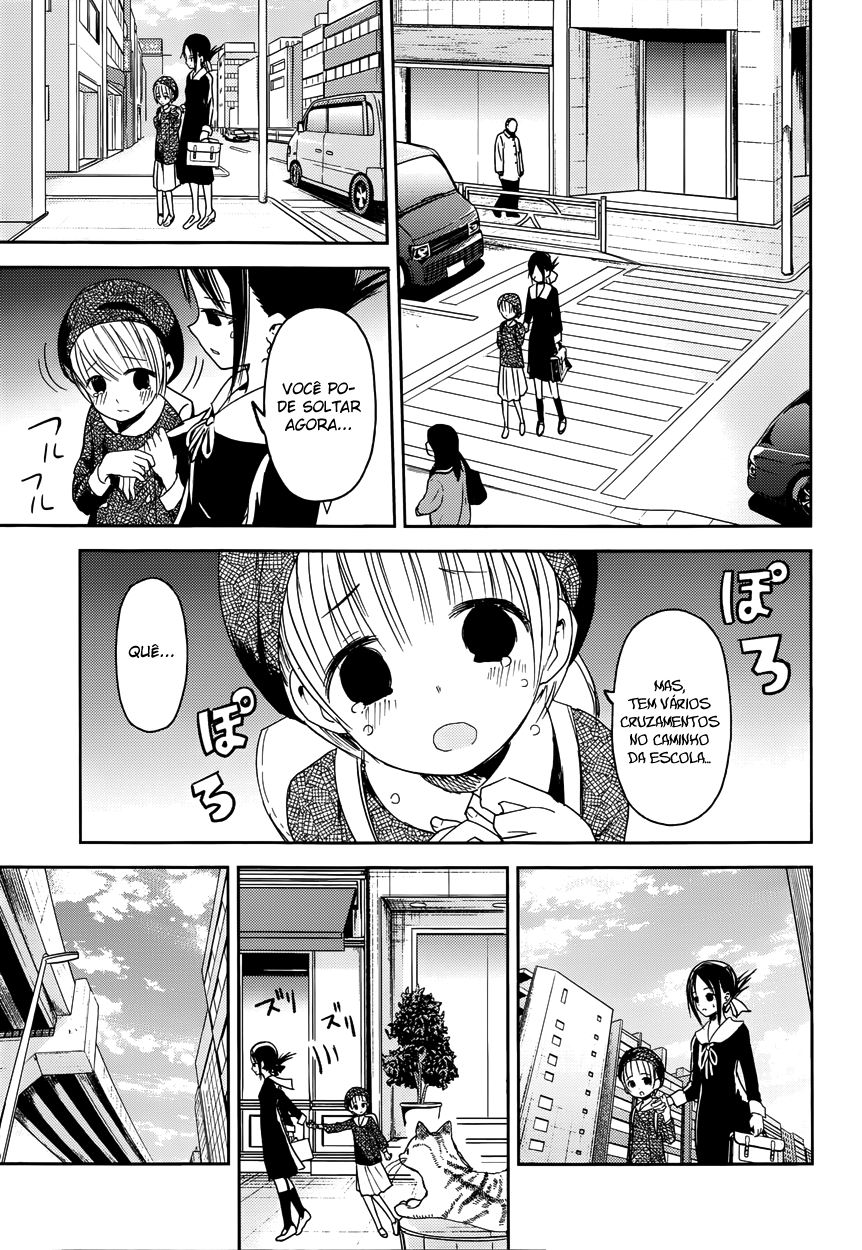 VOCÊ PO-
DE SOLTAR
AGORA...
フル
フル
MAS,
TEM VÁRIOS
CRUZAMENTOS
NO CAMINHO
DA ESCOLA...
ぽろ
QUÊ...
ぽろ
ズリ
ズリ